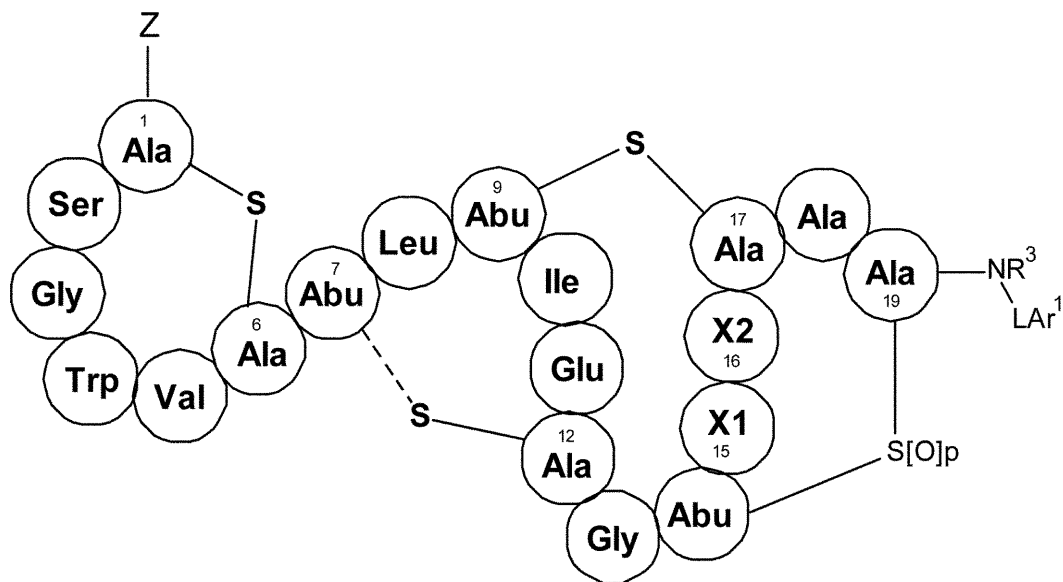 Z
1
Ala
Ser
S
9
Abu
S
Leu
17
Ala
Ala
Gly
7
Abu
Ile
Ala
19
NR³
LAr¹
6
Ala
X2
16
Trp
Val
Glu
S
X1
15
12
Ala
S[O]p
Gly
Abu